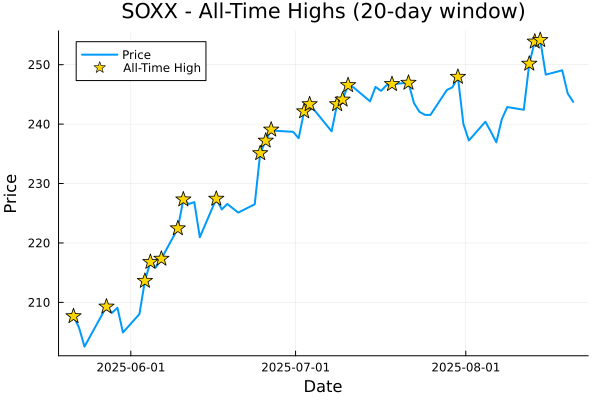 SOXX - All-Time Highs (20-day window)
Price
All-Time High
250
240
230
220
210
Price
2025-06-01
2025-07-01
2025-08-01
Date